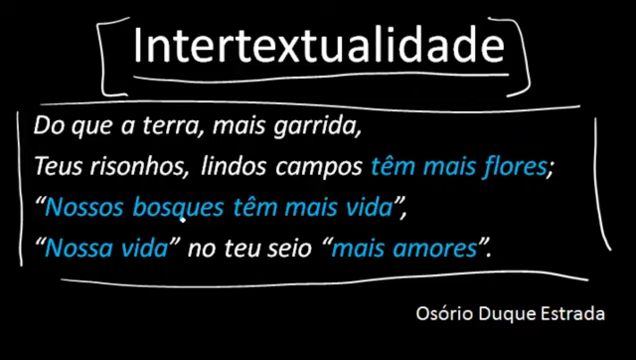 Intertextualidade
Do que a terra, mais garrida,
Teus risonhos, lindos campos têm mais flores;
“Nossos bosques têm mais vida”,
“Nossa vida” no teu seio “mais amores”.
Osório Duque Estrada